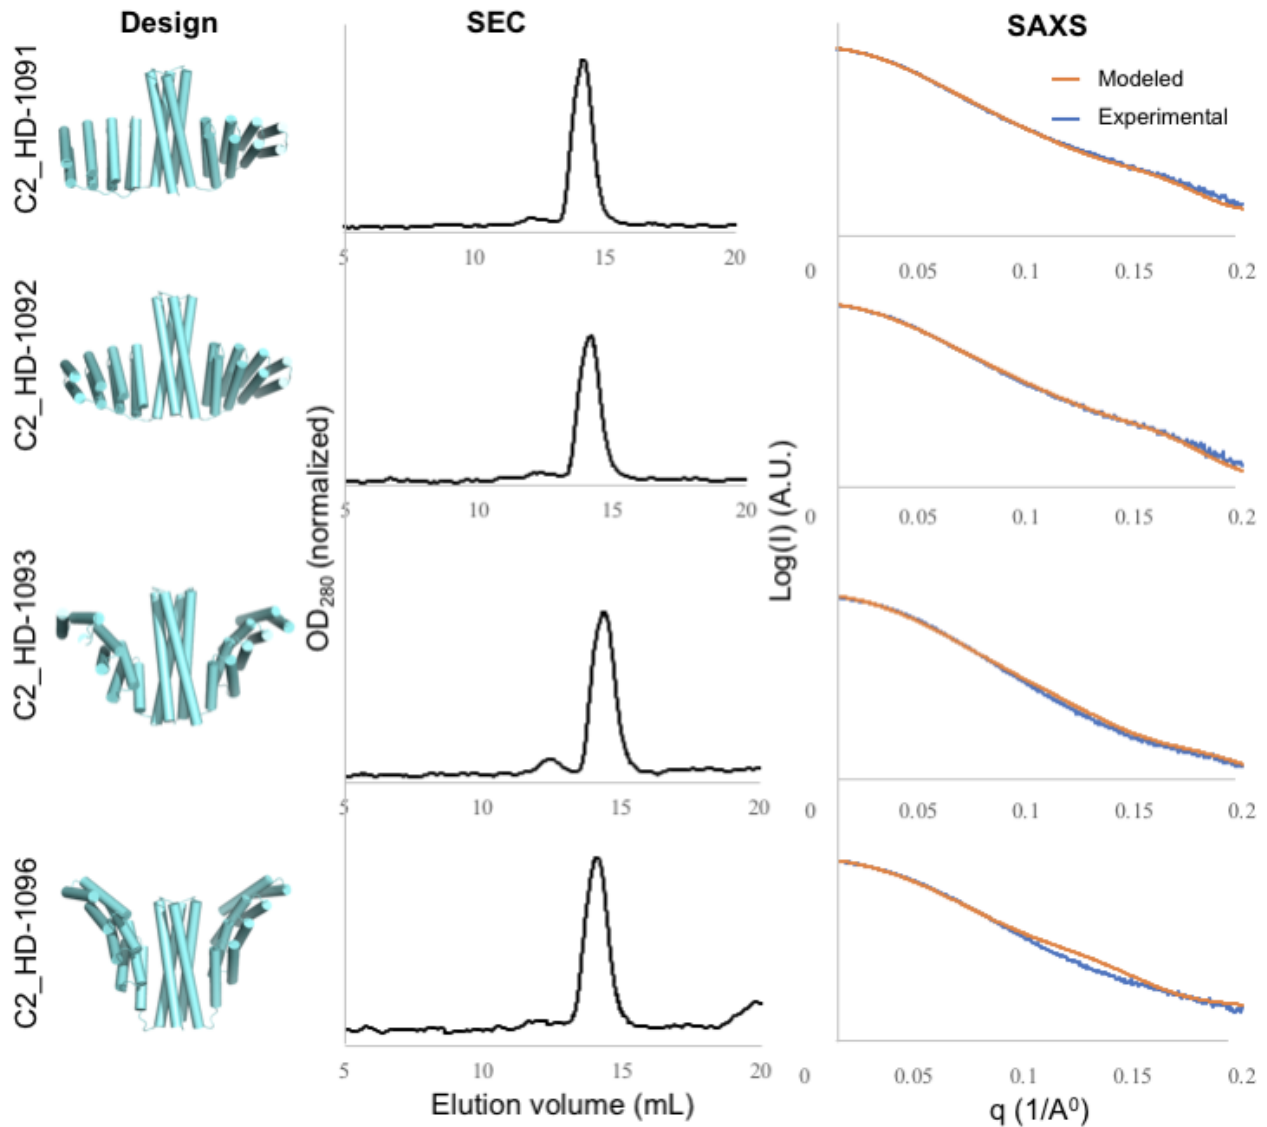 Design
SEC
SAXS
C2_HD-1091
Modeled
Experimental
5 10 15 20
0 0.05 0.1 0.15 0.2
C2_HD-1092
5 10 15 20
0 0.05 0.1 0.15 0.2
OD280 (normalized)
Log(I) (A.U.)
C2_HD-1093
5 10 15 20
0 0.05 0.1 0.15 0.2
C2_HD-1096
5 10 15 20
0 0.05 0.1 0.15 0.2
Elution volume (mL)
q (1/A⁰)